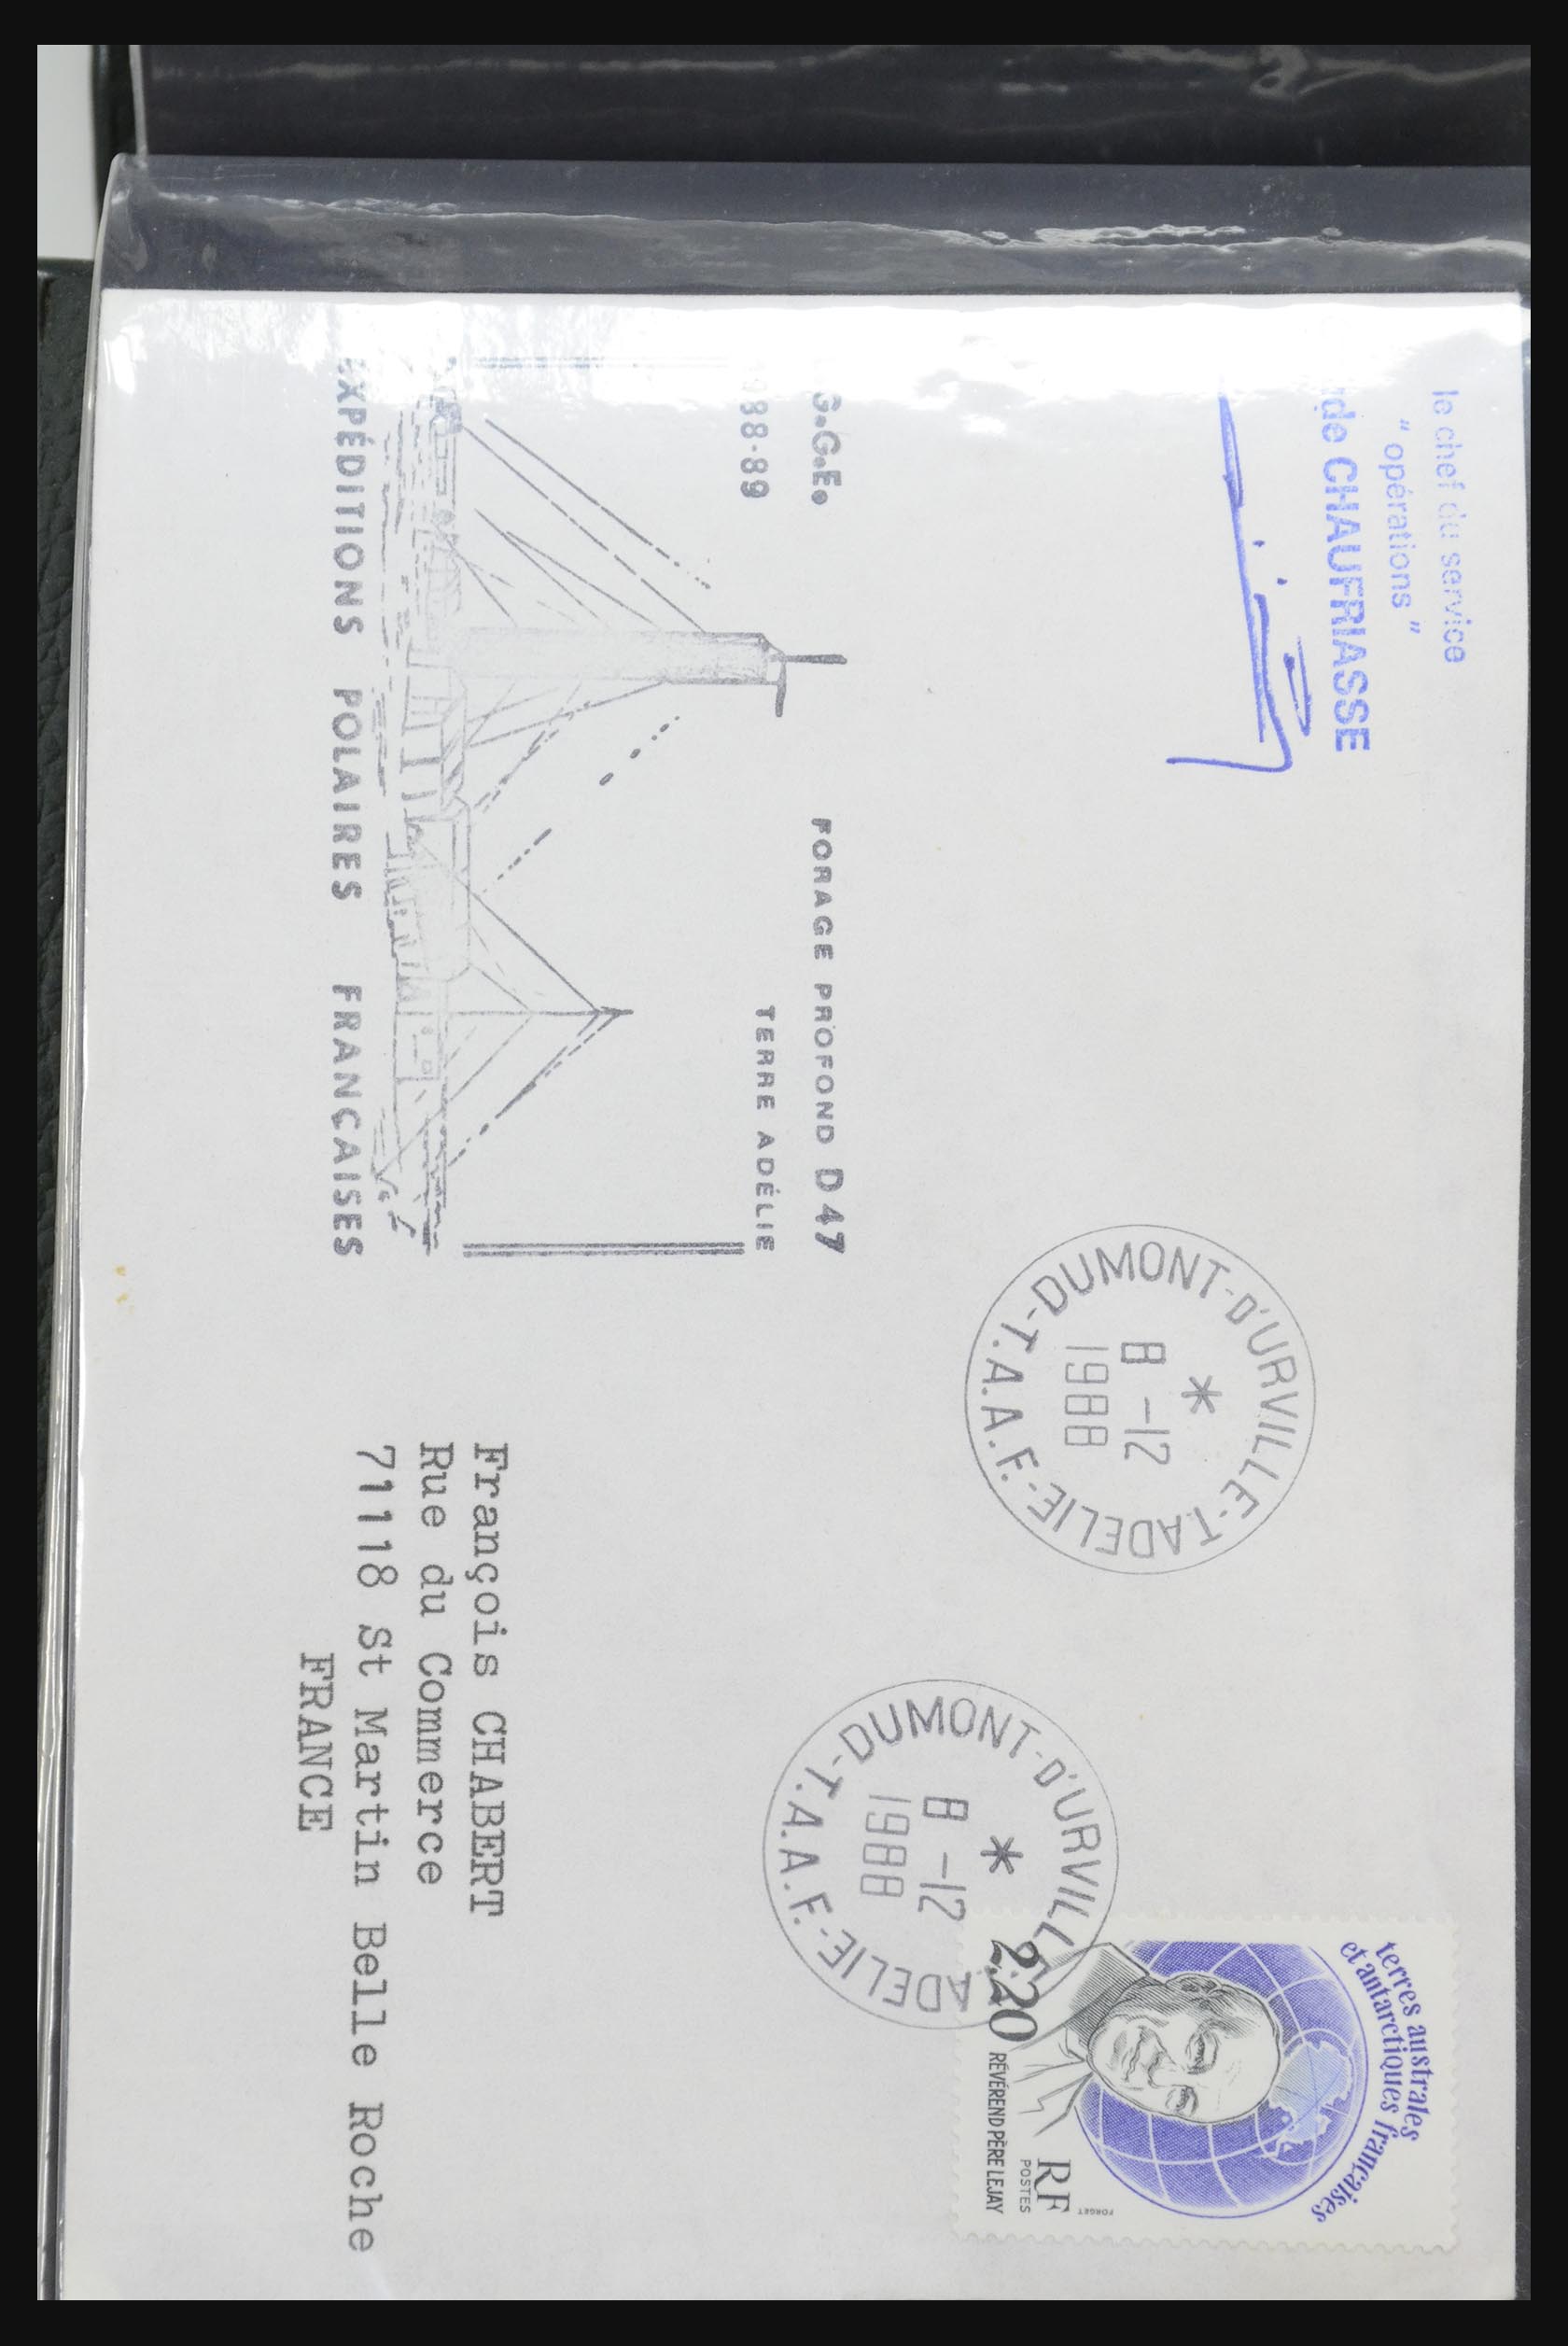 le chef du service
"opérations"
de CHAUFRIASSE
.G.G.E. FORAGE PROFOND D47
88-89 TERRE ADÉLIE
EXPÉDITIONS POLAIRES FRANÇAISES
DUMONT-D'URVILLE-T.ADELIE-
T.A.A.F.-
*
8 -12
1988
DUMONT-D'URVILLE
ADELIE-
T.A.A.F.-
*
8 -12
1988
terres australes
et antarctiques françaises
2,20
RF
POSTES
FORGET
RÉVÉREND PÈRE LEJAY
François CHABERT
Rue du Commerce
71118 St Martin Belle Roche
FRANCE